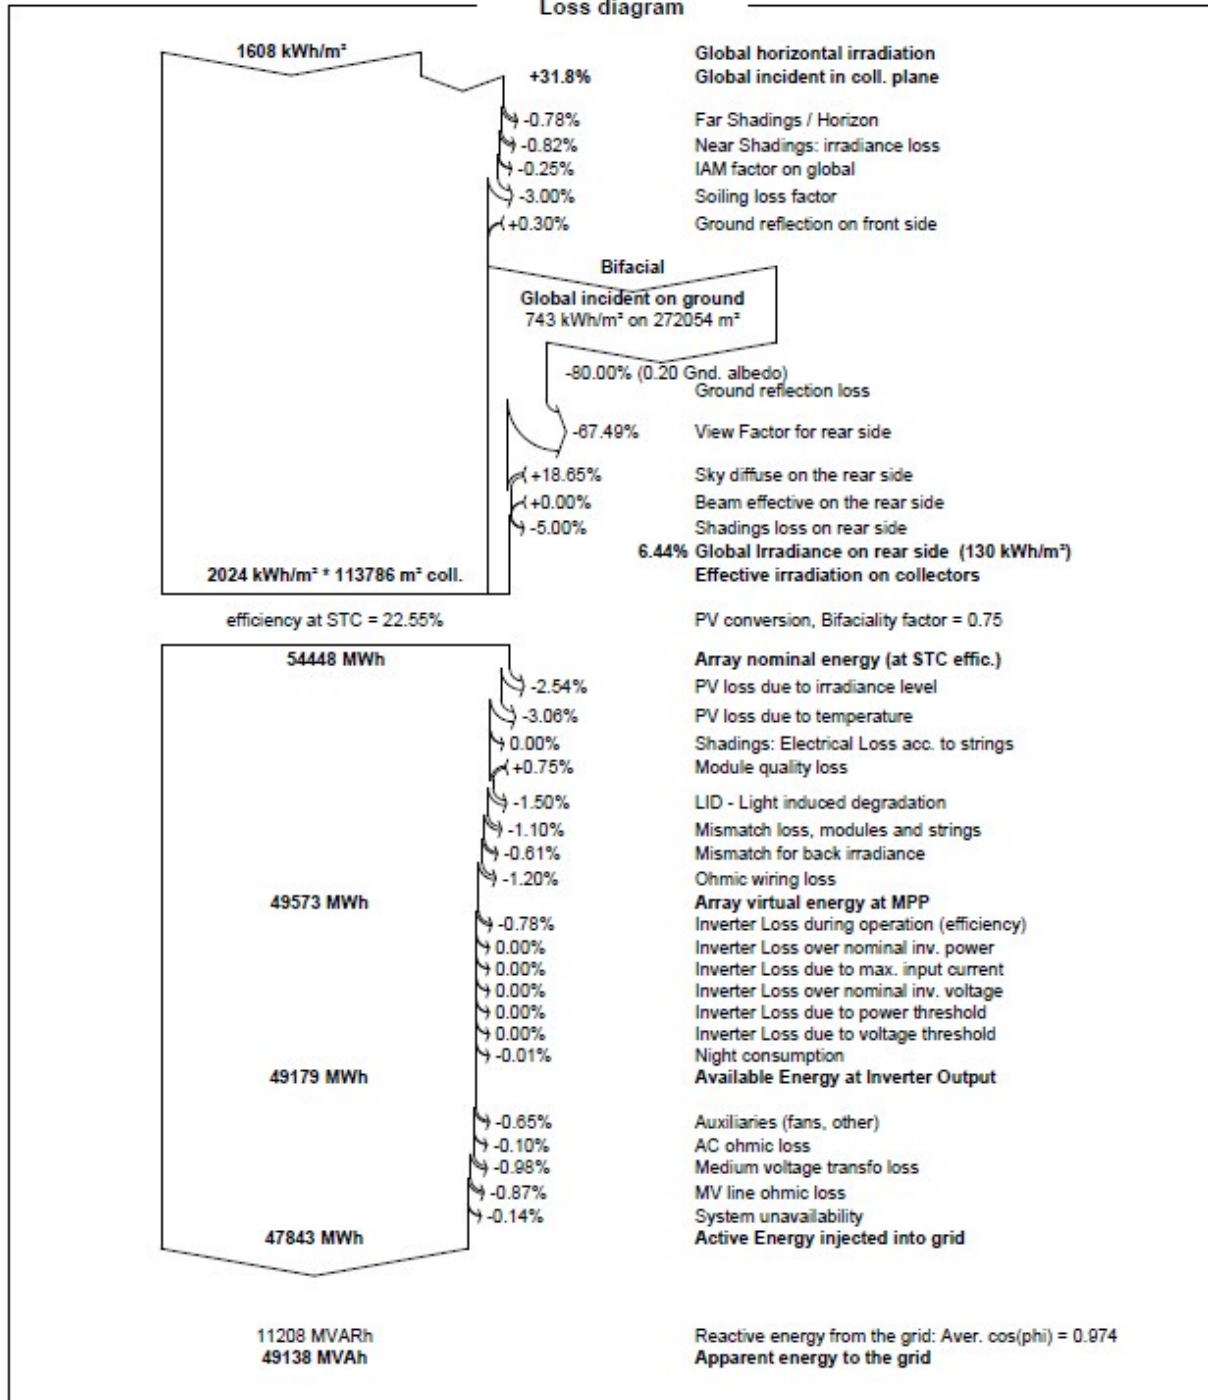 Loss diagram
1608 kWh/m² Global horizontal irradiation
+31.8% Global incident in coll. plane
-0.78% Far Shadings / Horizon
-0.82% Near Shadings: irradiance loss
-0.25% IAM factor on global
-3.00% Soiling loss factor
+0.30% Ground reflection on front side
Bifacial
Global incident on ground
743 kWh/m² on 272054 m²
-80.00% (0.20 Gnd. albedo)
Ground reflection loss
-67.49% View Factor for rear side
+18.65% Sky diffuse on the rear side
+0.00% Beam effective on the rear side
-5.00% Shadings loss on rear side
6.44% Global Irradiance on rear side (130 kWh/m²)
2024 kWh/m² * 113786 m² coll. Effective irradiation on collectors
efficiency at STC = 22.55% PV conversion, Bifaciality factor = 0.75
54448 MWh Array nominal energy (at STC effic.)
-2.54% PV loss due to irradiance level
-3.06% PV loss due to temperature
0.00% Shadings: Electrical Loss acc. to strings
+0.75% Module quality loss
-1.50% LID - Light induced degradation
-1.10% Mismatch loss, modules and strings
-0.61% Mismatch for back irradiance
-1.20% Ohmic wiring loss
49573 MWh Array virtual energy at MPP
-0.78% Inverter Loss during operation (efficiency)
0.00% Inverter Loss over nominal inv. power
0.00% Inverter Loss due to max. input current
0.00% Inverter Loss over nominal inv. voltage
0.00% Inverter Loss due to power threshold
0.00% Inverter Loss due to voltage threshold
-0.01% Night consumption
49179 MWh Available Energy at Inverter Output
-0.65% Auxiliaries (fans, other)
-0.10% AC ohmic loss
-0.98% Medium voltage transfo loss
-0.87% MV line ohmic loss
-0.14% System unavailability
47843 MWh Active Energy injected into grid
11208 MVARh Reactive energy from the grid: Aver. cos(phi) = 0.974
49138 MVAh Apparent energy to the grid